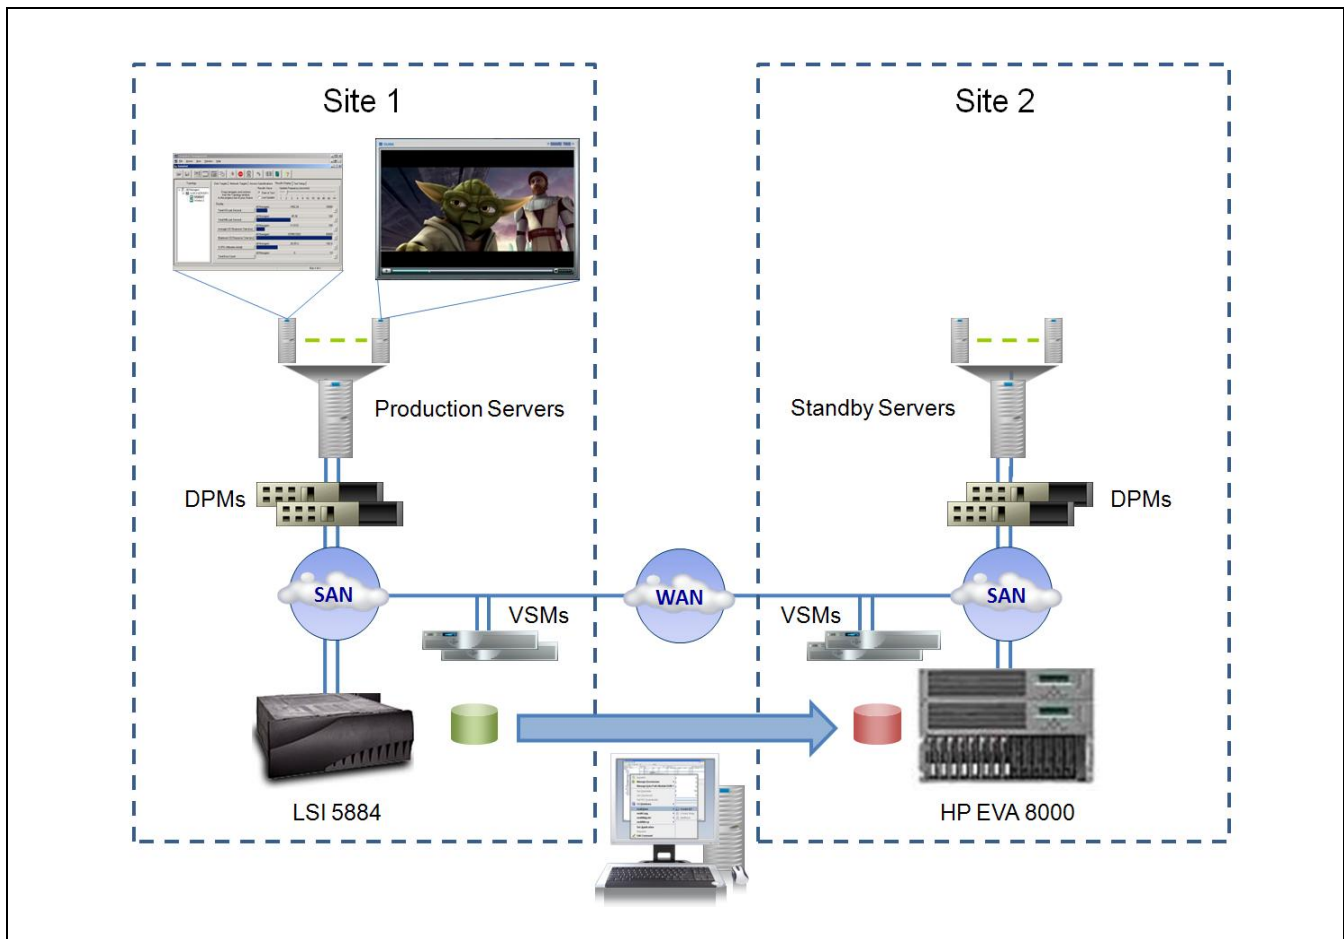 Site 1
Site 2
Production Servers
Standby Servers
DPMs
DPMs
SAN
WAN
SAN
VSMs
VSMs
LSI 5884
HP EVA 8000